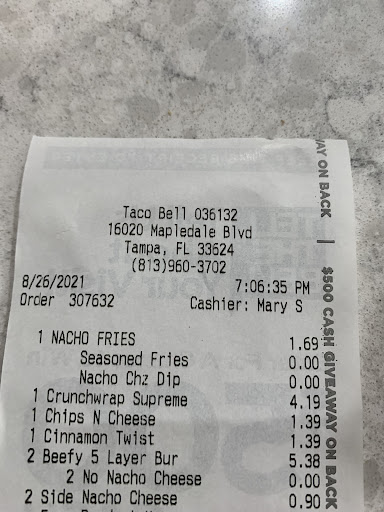 Taco Bell 036132
16020 Mapledale Blvd
Tampa, FL 33624
(813)960-3702
8/26/2021 7:06:35 PM
Order 307632 Cashier: Mary S
1 NACHO FRIES 1.69
Seasoned Fries 0.00
Nacho Chz Dip 0.00
1 Crunchwrap Supreme 4.19
1 Chips N Cheese 1.39
1 Cinnamon Twist 1.39
2 Beefy 5 Layer Bur 5.38
2 No Nacho Cheese 0.00
2 Side Nacho Cheese 0.90
WAY ON BACK | $500 CASH GIVEAWAY ON BACK